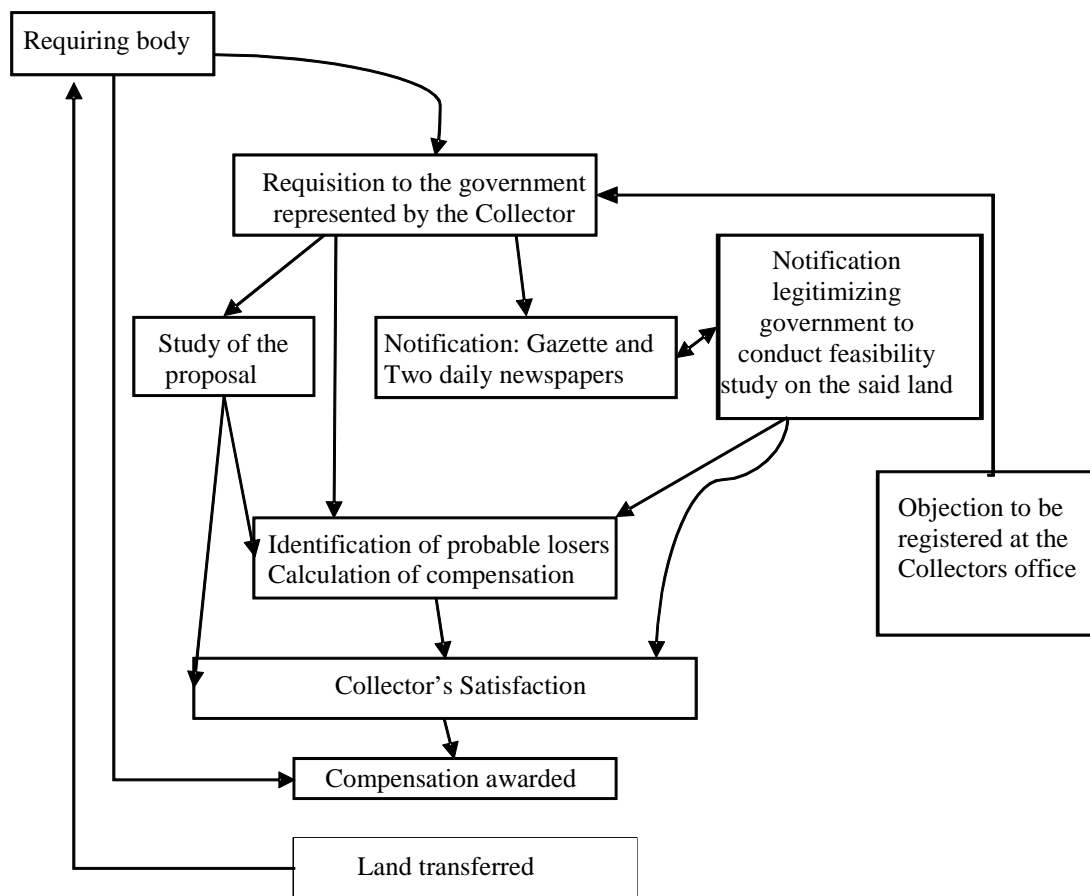 Requiring body
Requisition to the government
represented by the Collector
Notification
legitimizing
government to
conduct feasibility
study on the said land
Study of the
proposal
Notification: Gazette and
Two daily newspapers
Objection to be
registered at the
Collectors office
Identification of probable losers
Calculation of compensation
Collector’s Satisfaction
Compensation awarded
Land transferred